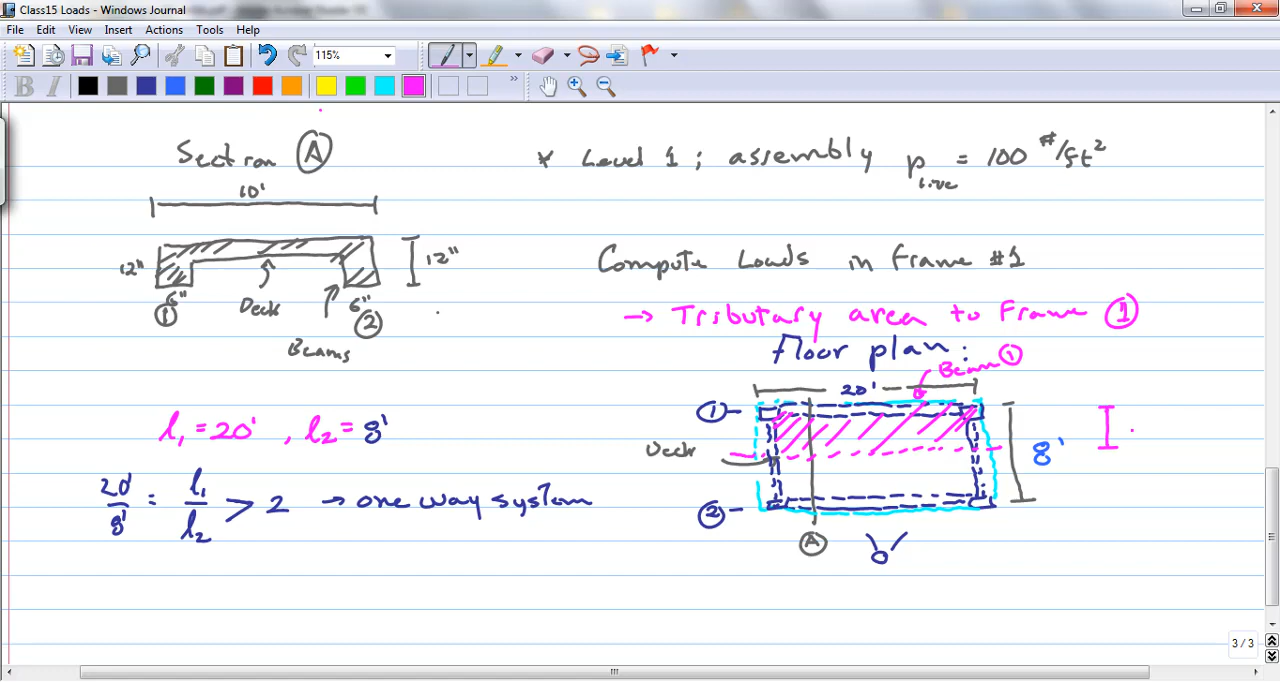 Class15 Loads - Windows Journal
File Edit View Insert Actions Tools Help
115%
B I
Section A
10'
12"
12"
6"
6"
1
Deck
2
Beams
* Level 1 ; assembly p live = 100 #/ft²
Compute Loads in Frame #1
→ Tributary area to Frame 1
Floor plan :
Beam 1
20'
1
Deck
8'
2
A
l₁ = 20' , l₂ = 8'
20'/8' = l₁/l₂ > 2 → one way system
3 / 3